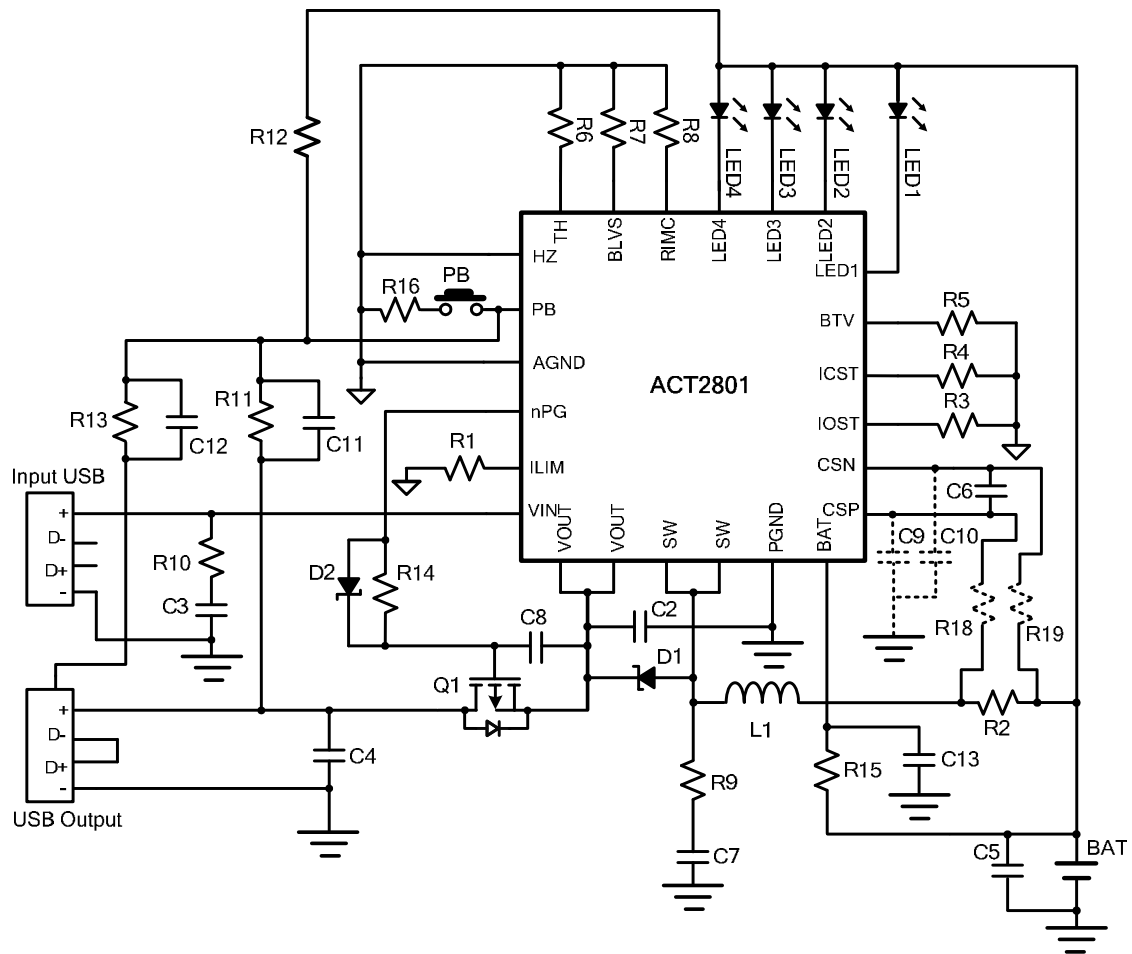 R12
R6
R7
R8
LED4
LED3
LED2
LED1
TH
BLVS
RIMC
LED4
LED3
LED2
HZ
LED1
R16
PB
PB
BTV
R5
AGND
ACT2801
ICST
R4
R13
C12
R11
C11
nPG
IOST
R3
R1
ILIM
CSN
Input USB
+
D-
D+
-
VIN
CSP
C6
C9
C10
VOUT
VOUT
SW
SW
PGND
BAT
R10
C3
D2
R14
C8
C2
R18
R19
D1
Q1
L1
R2
+
D-
D+
-
USB Output
C4
R9
R15
C13
C7
C5
BAT